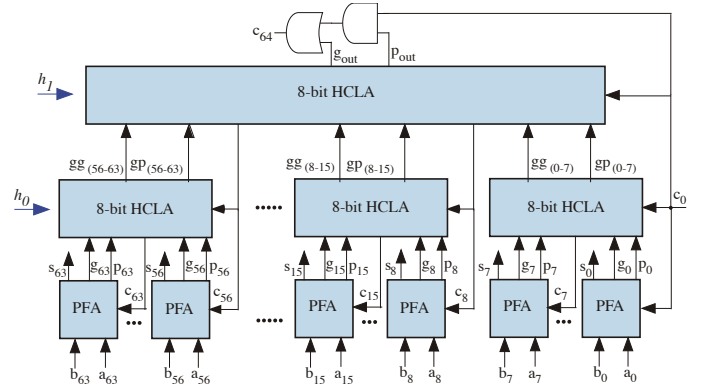 c64
gout pout
h1
8-bit HCLA
gg(56-63) gp(56-63) gg(8-15) gp(8-15) gg(0-7) gp(0-7)
h0
8-bit HCLA ..... 8-bit HCLA 8-bit HCLA c0
s63 g63 p63 s56 g56 p56 s15 g15 p15 s8 g8 p8 s7 g7 p7 s0 g0 p0
c63 c56 c15 c8 c7
PFA ... PFA ..... PFA ... PFA PFA ... PFA
b63 a63 b56 a56 b15 a15 b8 a8 b7 a7 b0 a0